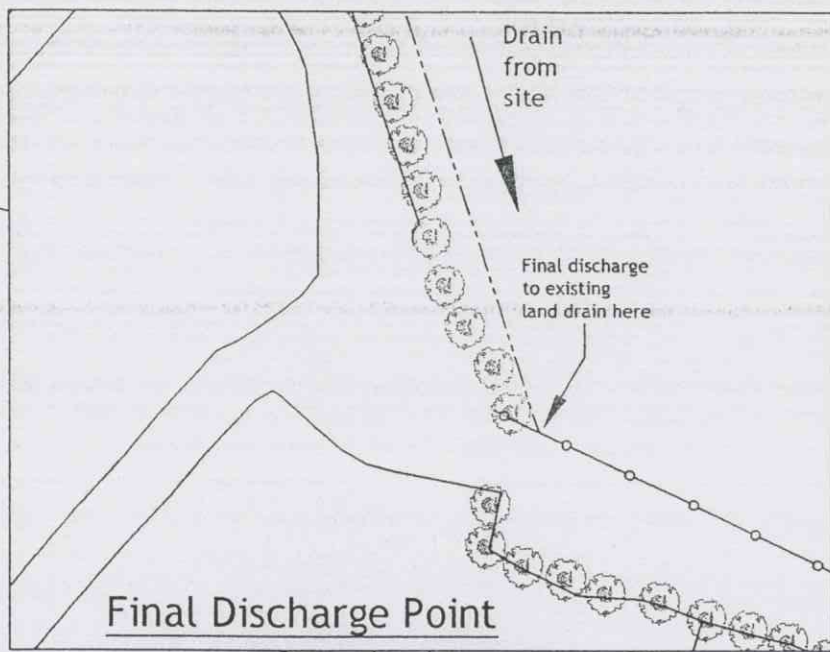 Drain
from
site
Final discharge
to existing
land drain here
Final Discharge Point